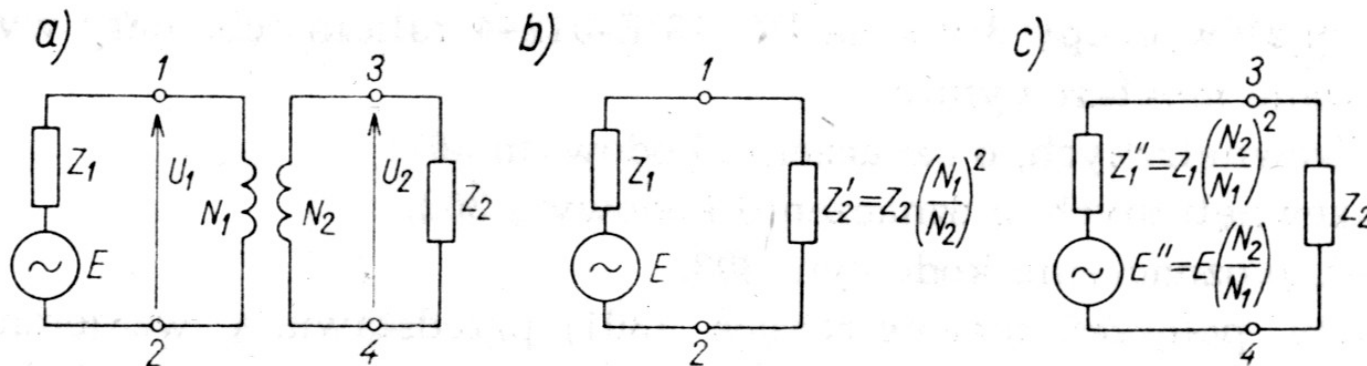 a)
1
3
Z₁
U₁
N₁
N₂
U₂
Z₂
E
2
4
b)
1
Z₁
Z₂'=Z₂(N₁/N₂)²
E
2
c)
3
Z₁''=Z₁(N₂/N₁)²
Z₂
E''=E(N₂/N₁)
4